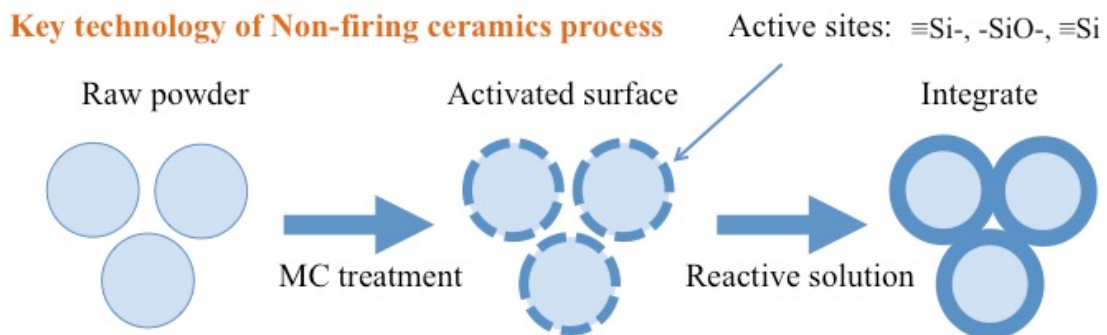 Key technology of Non-firing ceramics process
Active sites: ≡Si-, -SiO-, ≡Si
Raw powder
Activated surface
Integrate
MC treatment
Reactive solution